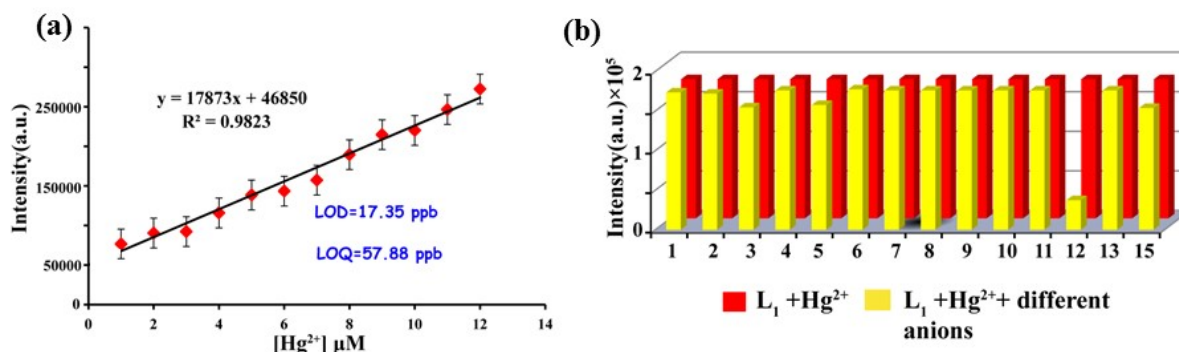 (a)
Intensity(a.u.)
250000
150000
50000
0
y = 17873x + 46850
R² = 0.9823
LOD=17.35 ppb
LOQ=57.88 ppb
0 2 4 6 8 10 12 14
[Hg²⁺] μM
(b)
Intensity(a.u.)×10⁵
2
1
0
1 2 3 4 5 6 7 8 9 10 11 12 13 15
L₁ +Hg²⁺
L₁ +Hg²⁺+ different
anions